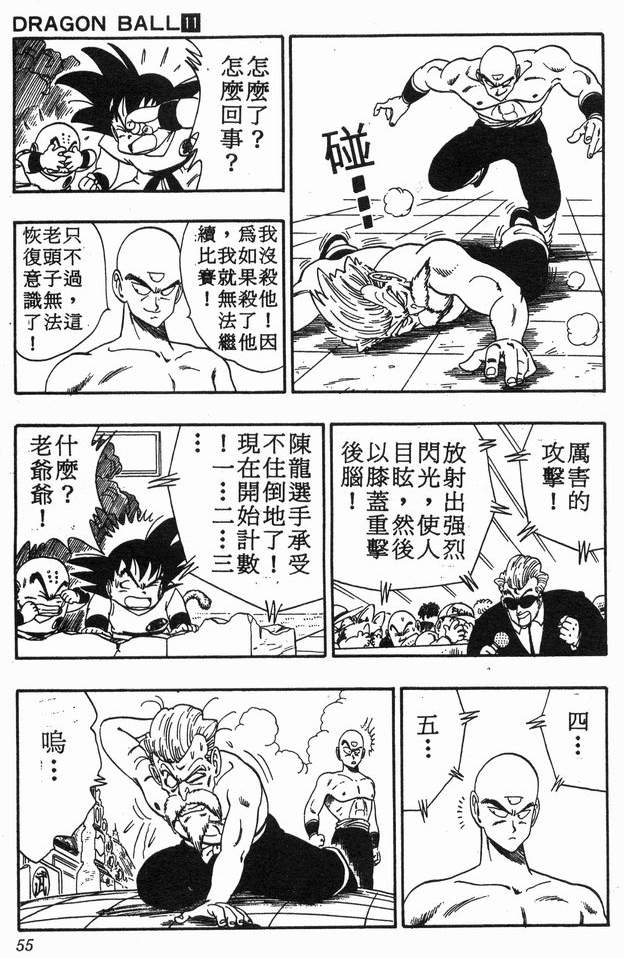 DRAGON BALL 11
碰…
怎麼了?
怎麼回事?
我沒殺他!因
爲如果殺了他
,我就無法繼
續比賽!
只不過,這
老頭子無法
恢復意識了!
厲害的
攻擊!
放射出强烈
閃光,使人
目眩,然後
以膝蓋重擊
後腦!
陳龍選手承受
不住倒地了!
現在開始計數
!一…二…三
…
什麼?
老爺爺!
四…
五…
嗚…
武
55